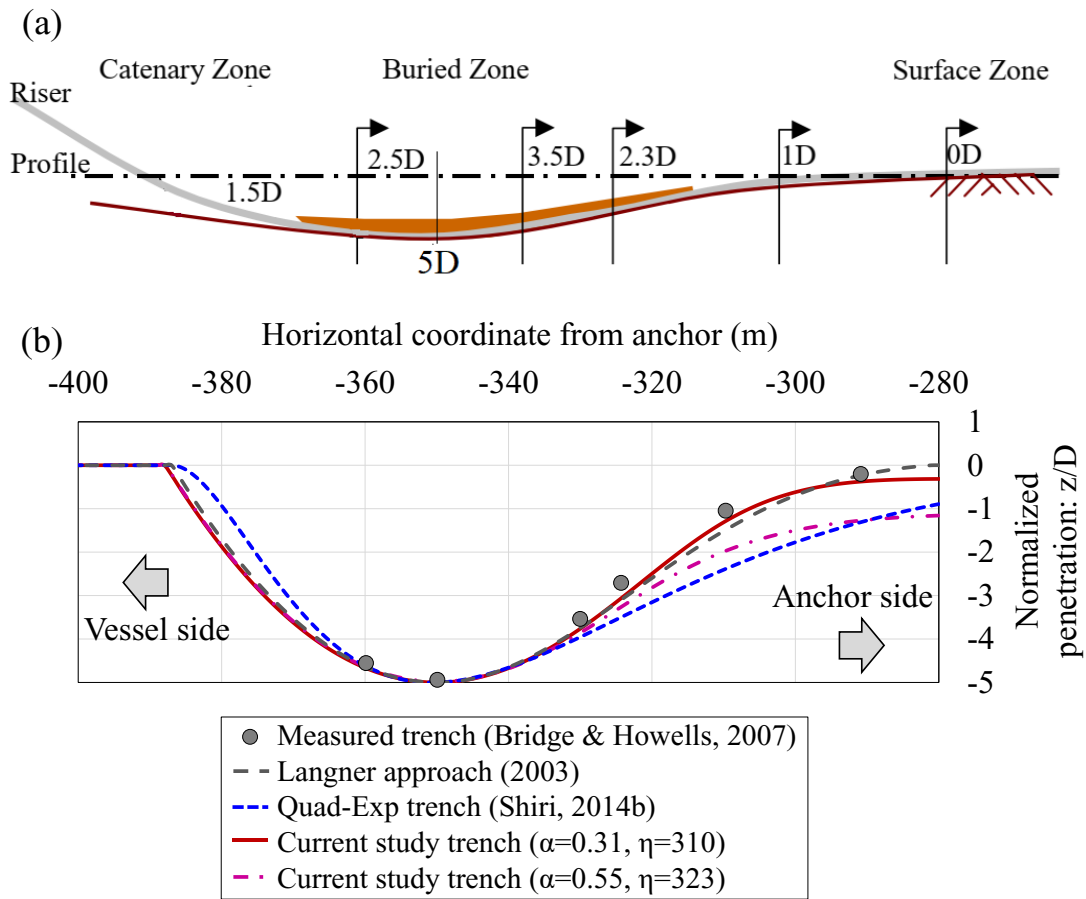 (a)
Catenary Zone Buried Zone Surface Zone
Riser
Profile
2.5D 3.5D 2.3D 1D 0D
1.5D
5D
(b)
Horizontal coordinate from anchor (m)
-400 -380 -360 -340 -320 -300 -280
1
0
-1
-2
-3
-4
-5
Normalized
penetration: z/D
Vessel side
Anchor side
Measured trench (Bridge & Howells, 2007)
Langner approach (2003)
Quad-Exp trench (Shiri, 2014b)
Current study trench (α=0.31, η=310)
Current study trench (α=0.55, η=323)